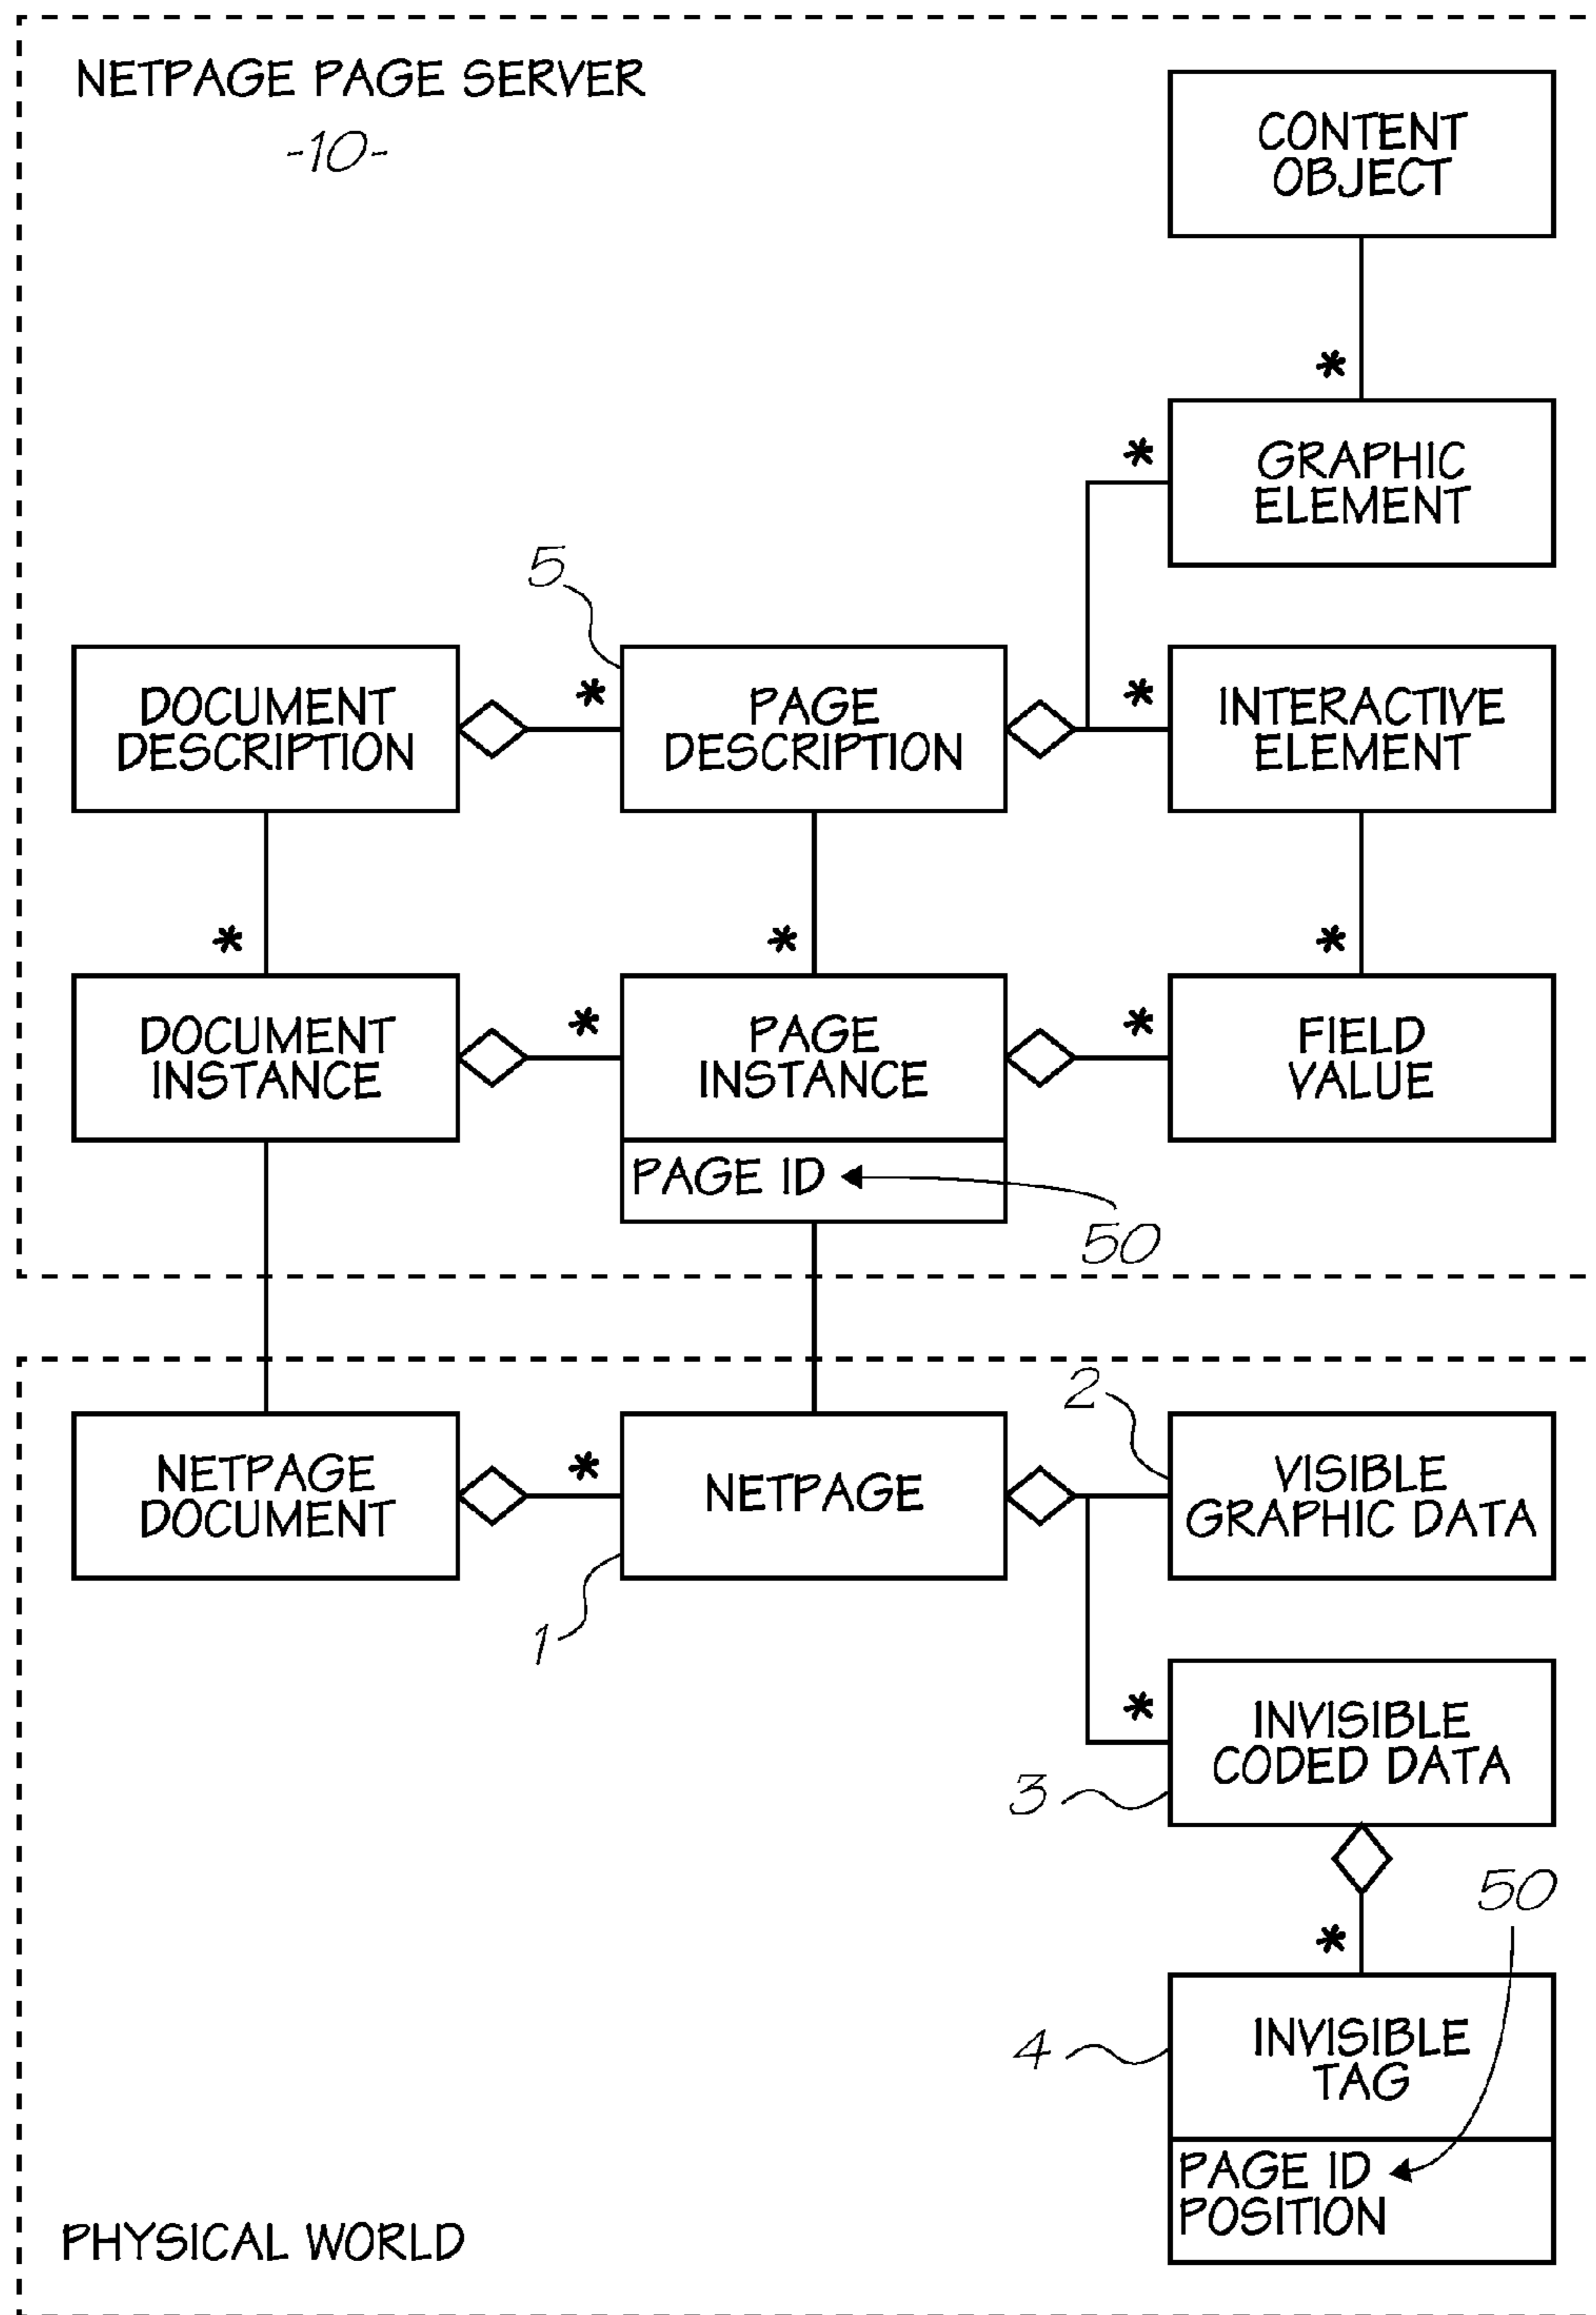 NETPAGE PAGE SERVER
-10-
CONTENT
OBJECT
*
*
GRAPHIC
ELEMENT
5
DOCUMENT
DESCRIPTION
*
PAGE
DESCRIPTION
*
INTERACTIVE
ELEMENT
*
*
*
DOCUMENT
INSTANCE
*
PAGE
INSTANCE
*
FIELD
VALUE
PAGE ID
50
NETPAGE
DOCUMENT
*
NETPAGE
1
2
VISIBLE
GRAPHIC DATA
*
INVISIBLE
CODED DATA
3
50
*
4
INVISIBLE
TAG
PAGE ID
POSITION
PHYSICAL WORLD